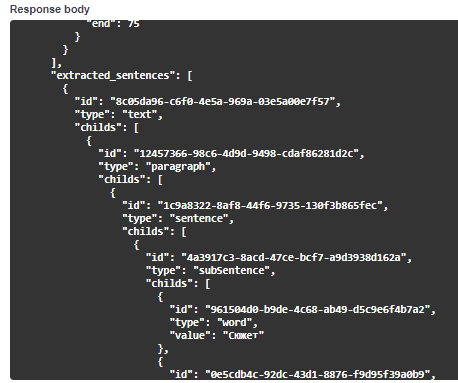 Response body
"end": 75
}
}
],
"extracted_sentences": [
{
"id": "8c05da96-c6f0-4e5a-969a-03e5a00e7f57",
"type": "text",
"childs": [
{
"id": "12457366-98c6-4d9d-9498-cdaf86281d2c",
"type": "paragraph",
"childs": [
{
"id": "1c9a8322-8af8-44f6-9735-130f3b865fec",
"type": "sentence",
"childs": [
{
"id": "4a3917c3-8acd-47ce-bcf7-a9d3938d162a",
"type": "subSentence",
"childs": [
{
"id": "961504d0-b9de-4c68-ab49-d5c9e6f4b7a2",
"type": "word",
"value": "Сюжет"
},
{
"id": "0e5cdb4c-92dc-43d1-8876-f9d95f39a0b9",